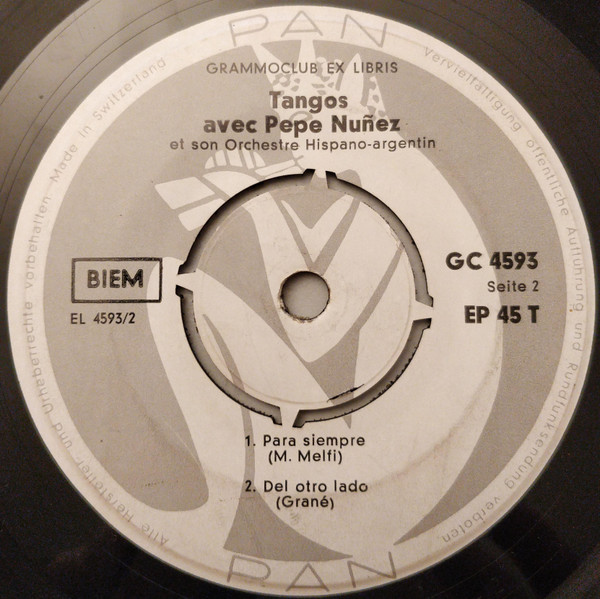 PAN
GRAMMOCLUB EX LIBRIS
Tangos
avec Pepe Nuñez
et son Orchestre Hispano-argentin
BIEM
EL 4593/2
GC 4593
Seite 2
EP 45 T
1. Para siempre
(M. Melfi)
2. Del otro lado
(Grané)
PAN
Alle Hersteller- und Urheberrechte vorbehalten. Made in Switzerland
Vervielfältigung, öffentliche Aufführung und Rundfunksendung verboten.